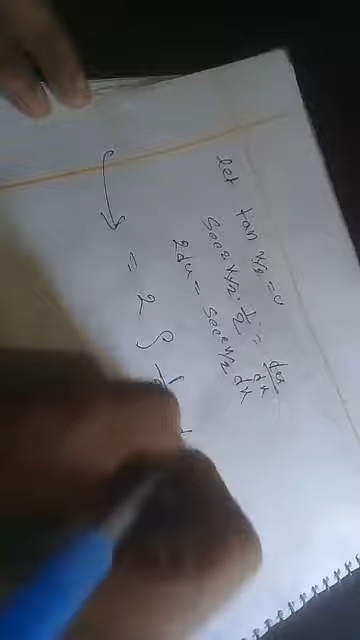 let tan x/2 = u
sec² x/2 · 1/2 = du/dx
2du = sec² x/2 dx
= 2 ∫